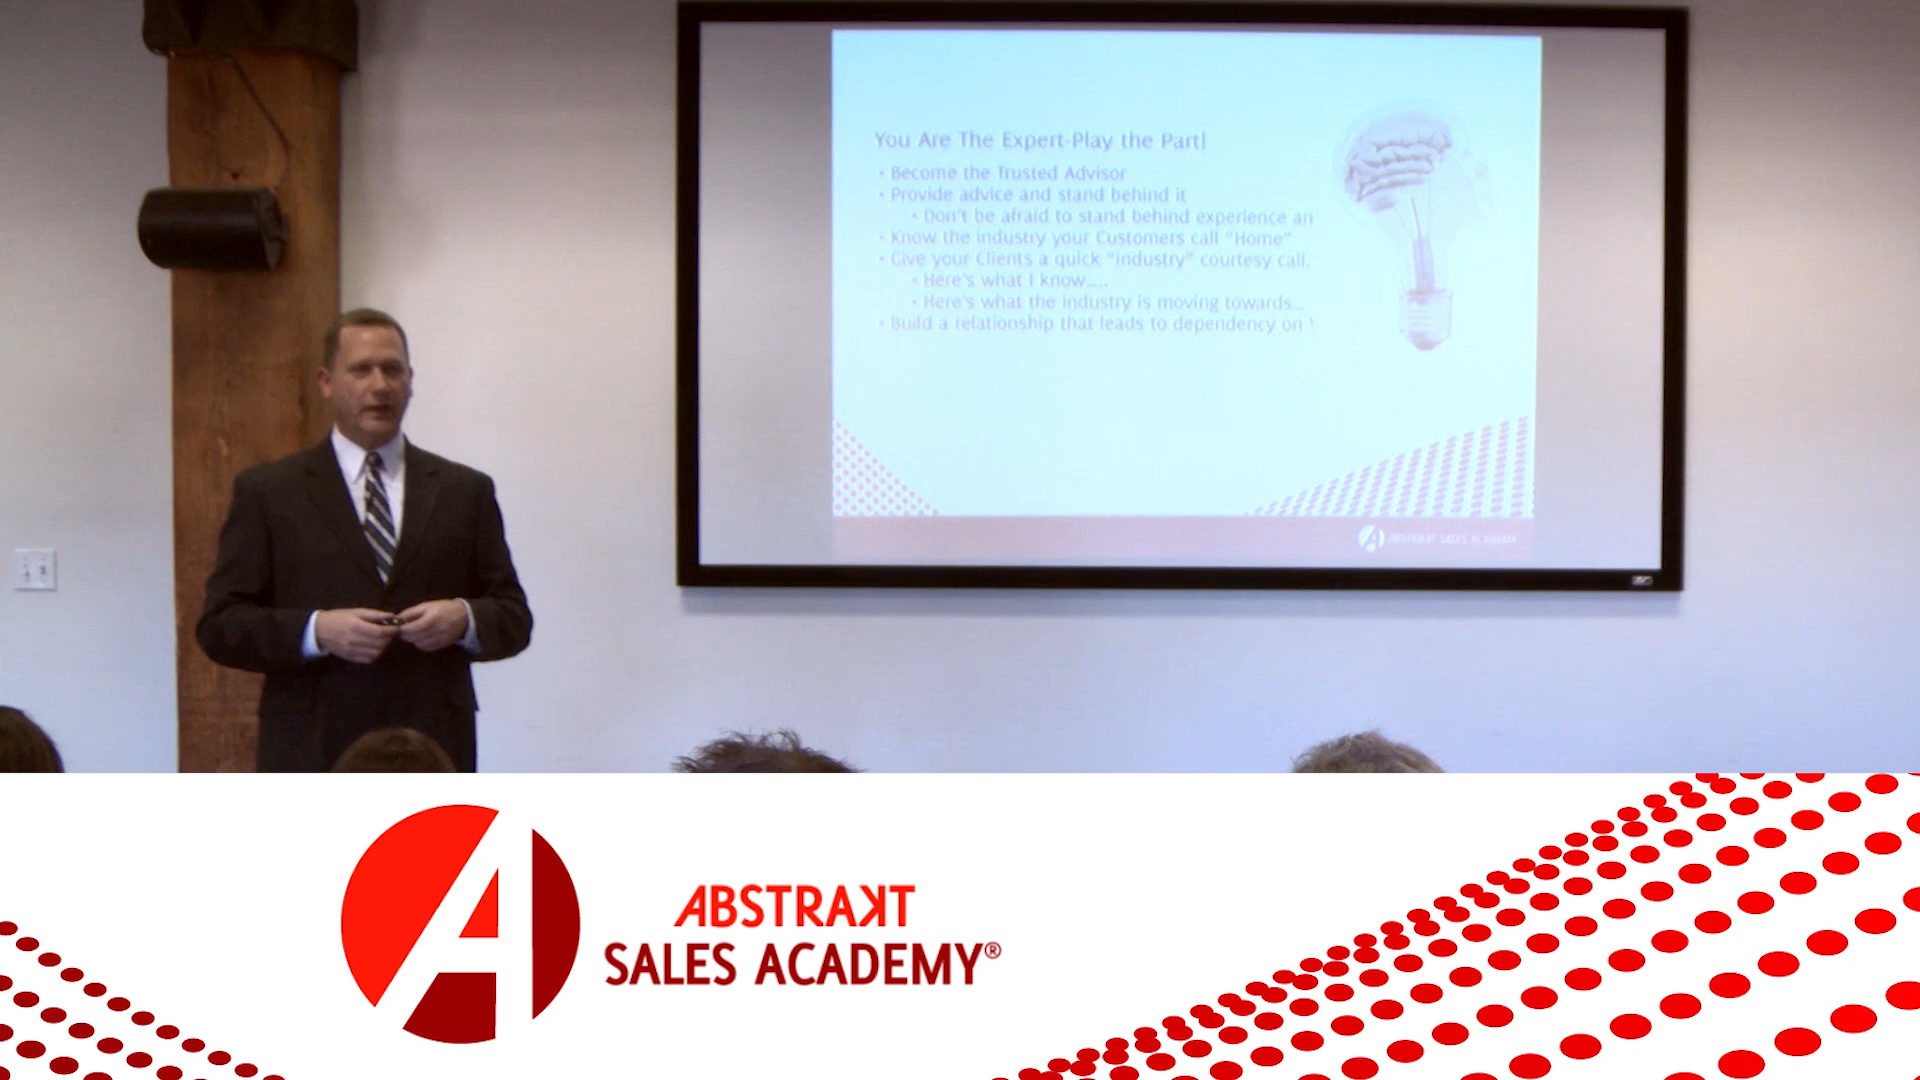 You Are The Expert-Play the Part!
• Become the Trusted Advisor
• Provide advice and stand behind it
• Don't be afraid to stand behind experience an
• Know the industry your Customers call "Home"
• Give your Clients a quick "industry" courtesy call.
• Here's what I know.....
• Here's what the industry is moving towards...
• Build a relationship that leads to dependency on
ABSTRAKT SALES ACADEMY
ABSTRAKT
SALES ACADEMY®